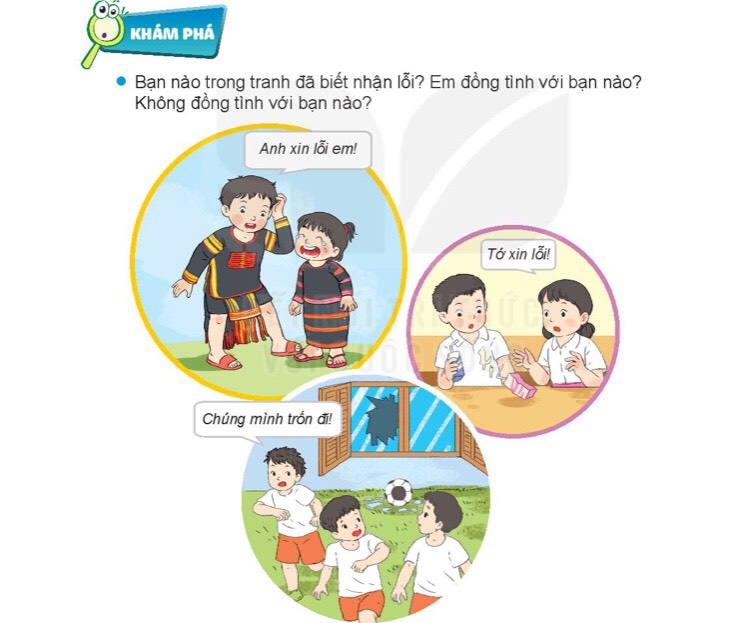 KHÁM PHÁ
Bạn nào trong tranh đã biết nhận lỗi? Em đồng tình với bạn nào?
Không đồng tình với bạn nào?
Anh xin lỗi em!
Tớ xin lỗi!
Chúng mình trốn đi!